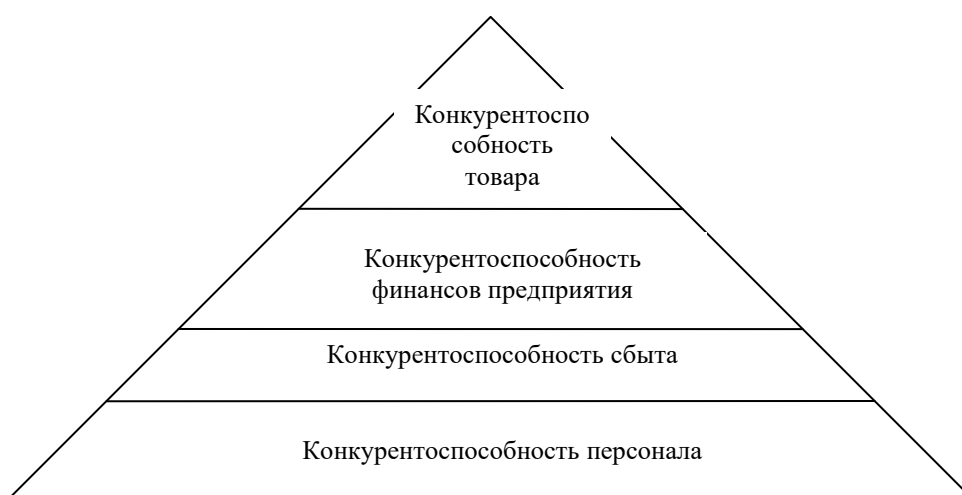 Конкурентоспо
собность
товара
Конкурентоспособность
финансов предприятия
Конкурентоспособность сбыта
Конкурентоспособность персонала